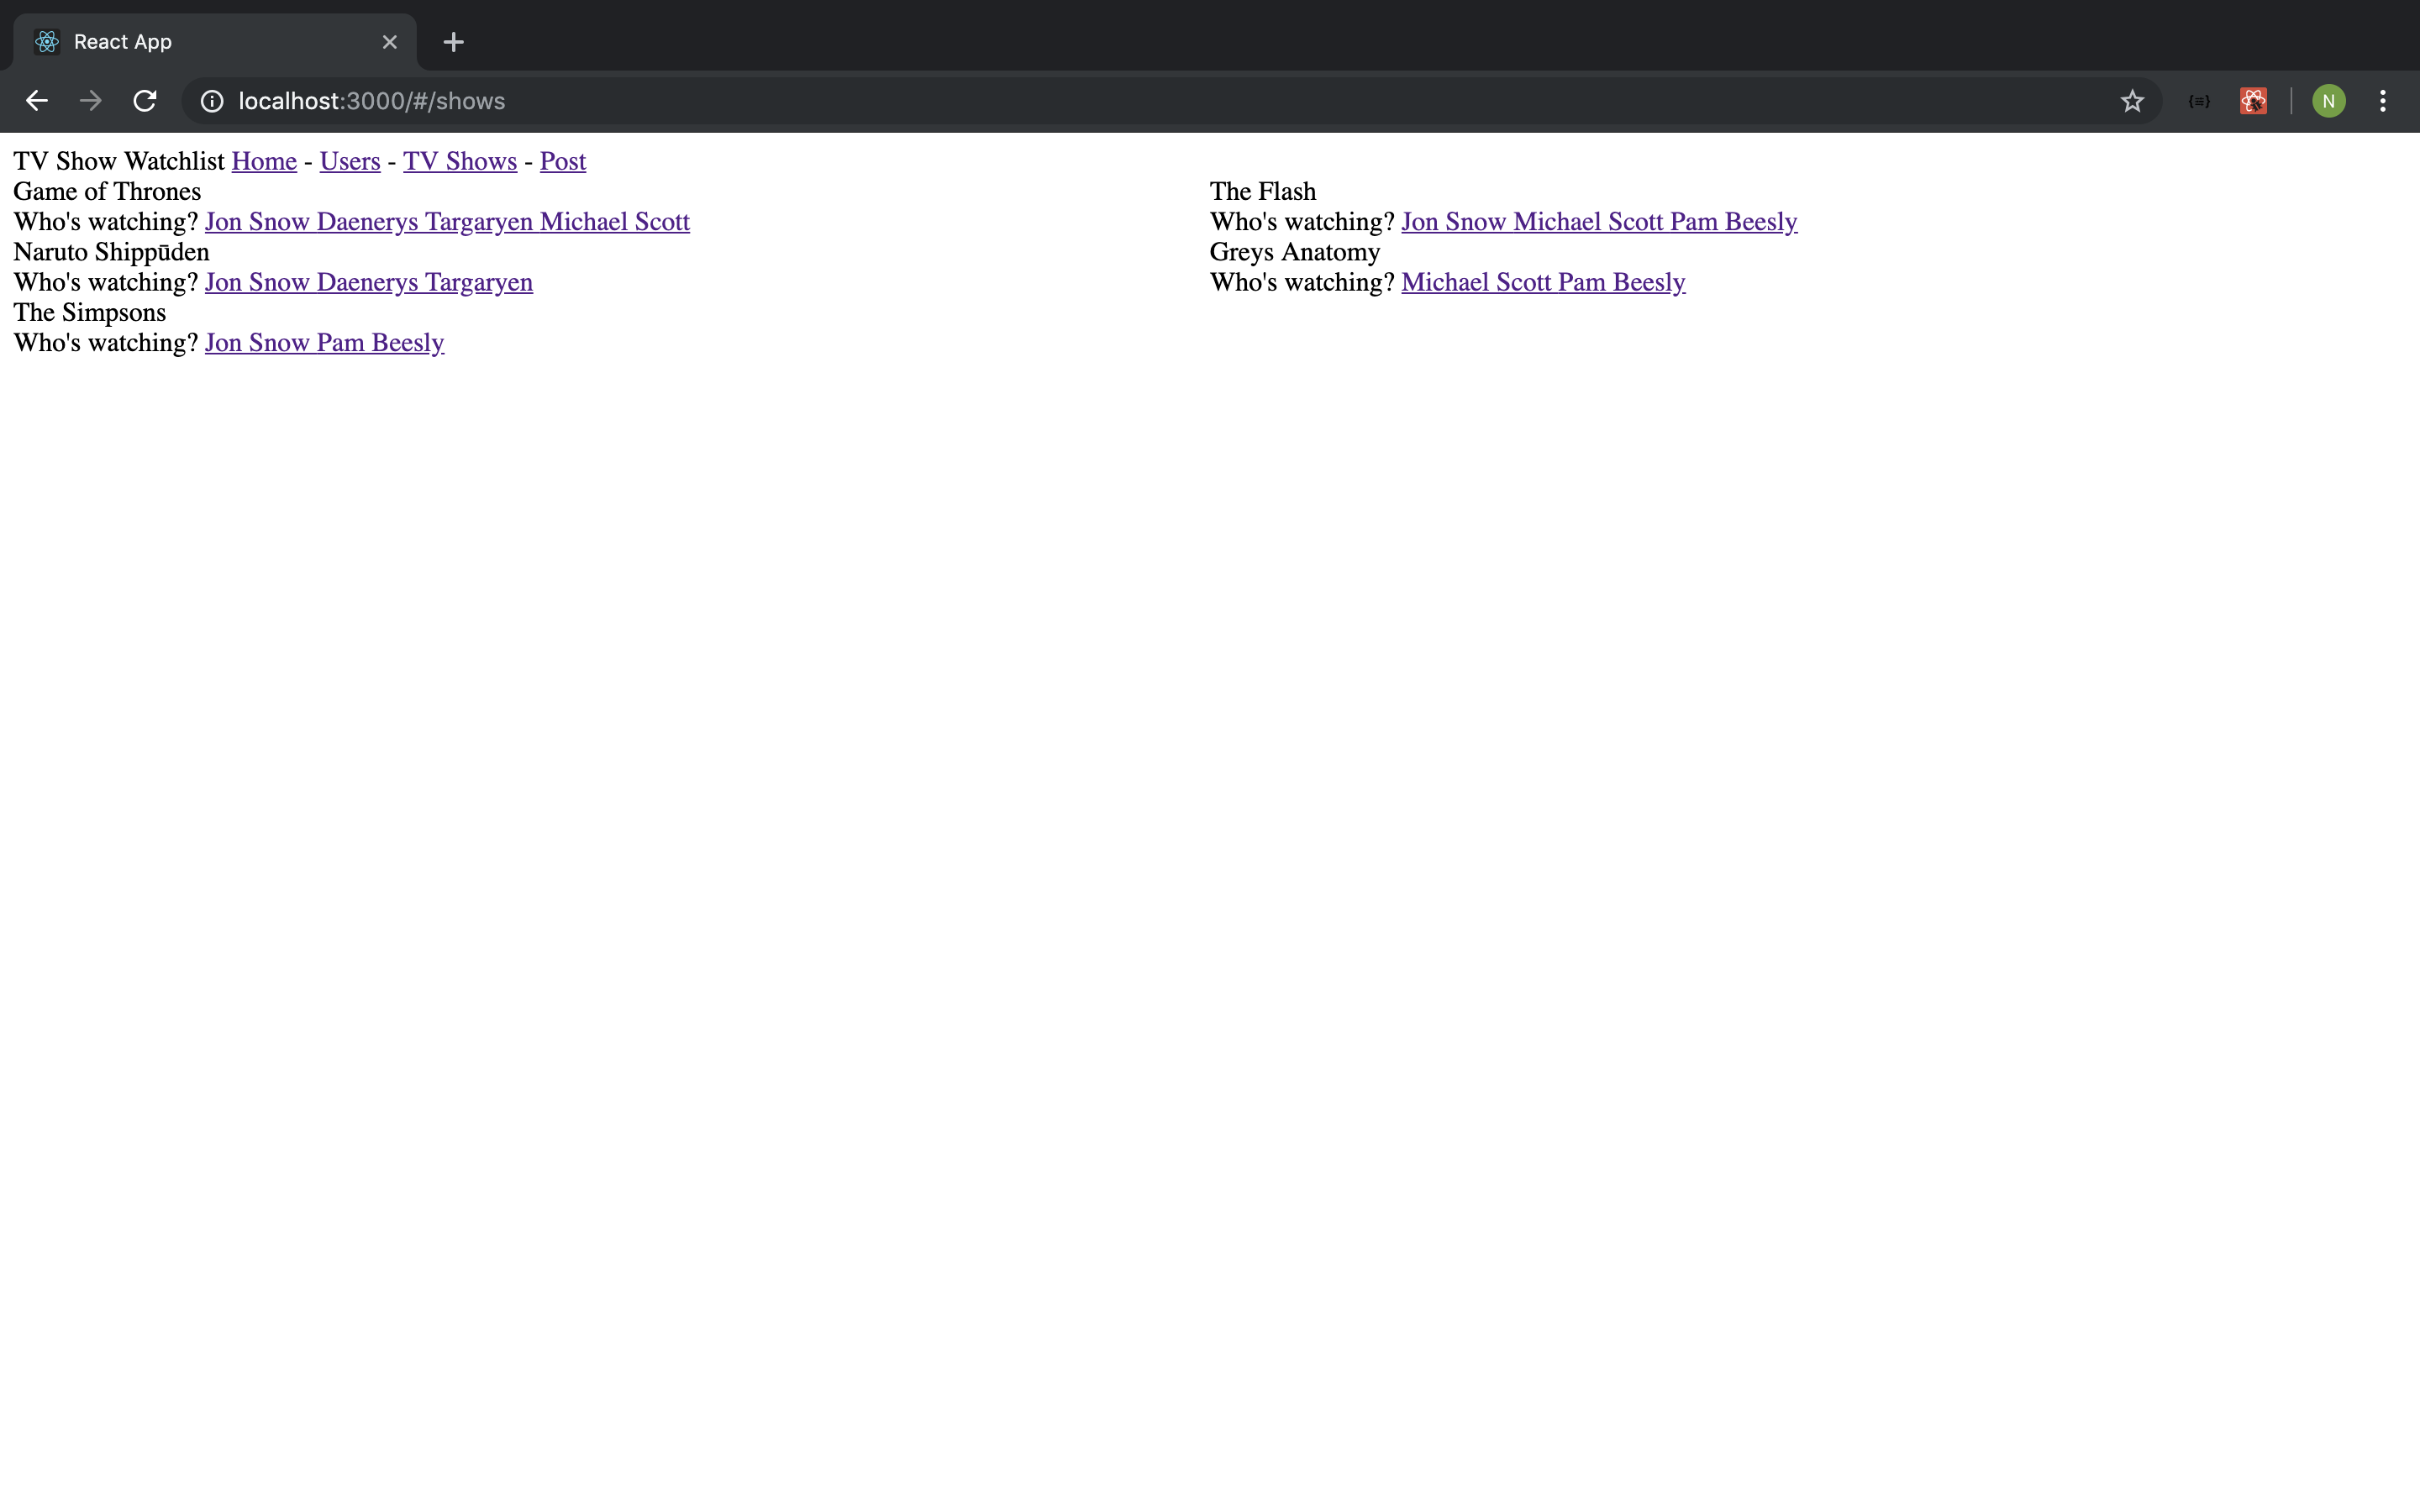 React App
localhost:3000/#/shows
N
TV Show Watchlist Home - Users - TV Shows - Post
Game of Thrones
Who's watching? Jon Snow Daenerys Targaryen Michael Scott
The Flash
Who's watching? Jon Snow Michael Scott Pam Beesly
Naruto Shippūden
Who's watching? Jon Snow Daenerys Targaryen
Greys Anatomy
Who's watching? Michael Scott Pam Beesly
The Simpsons
Who's watching? Jon Snow Pam Beesly